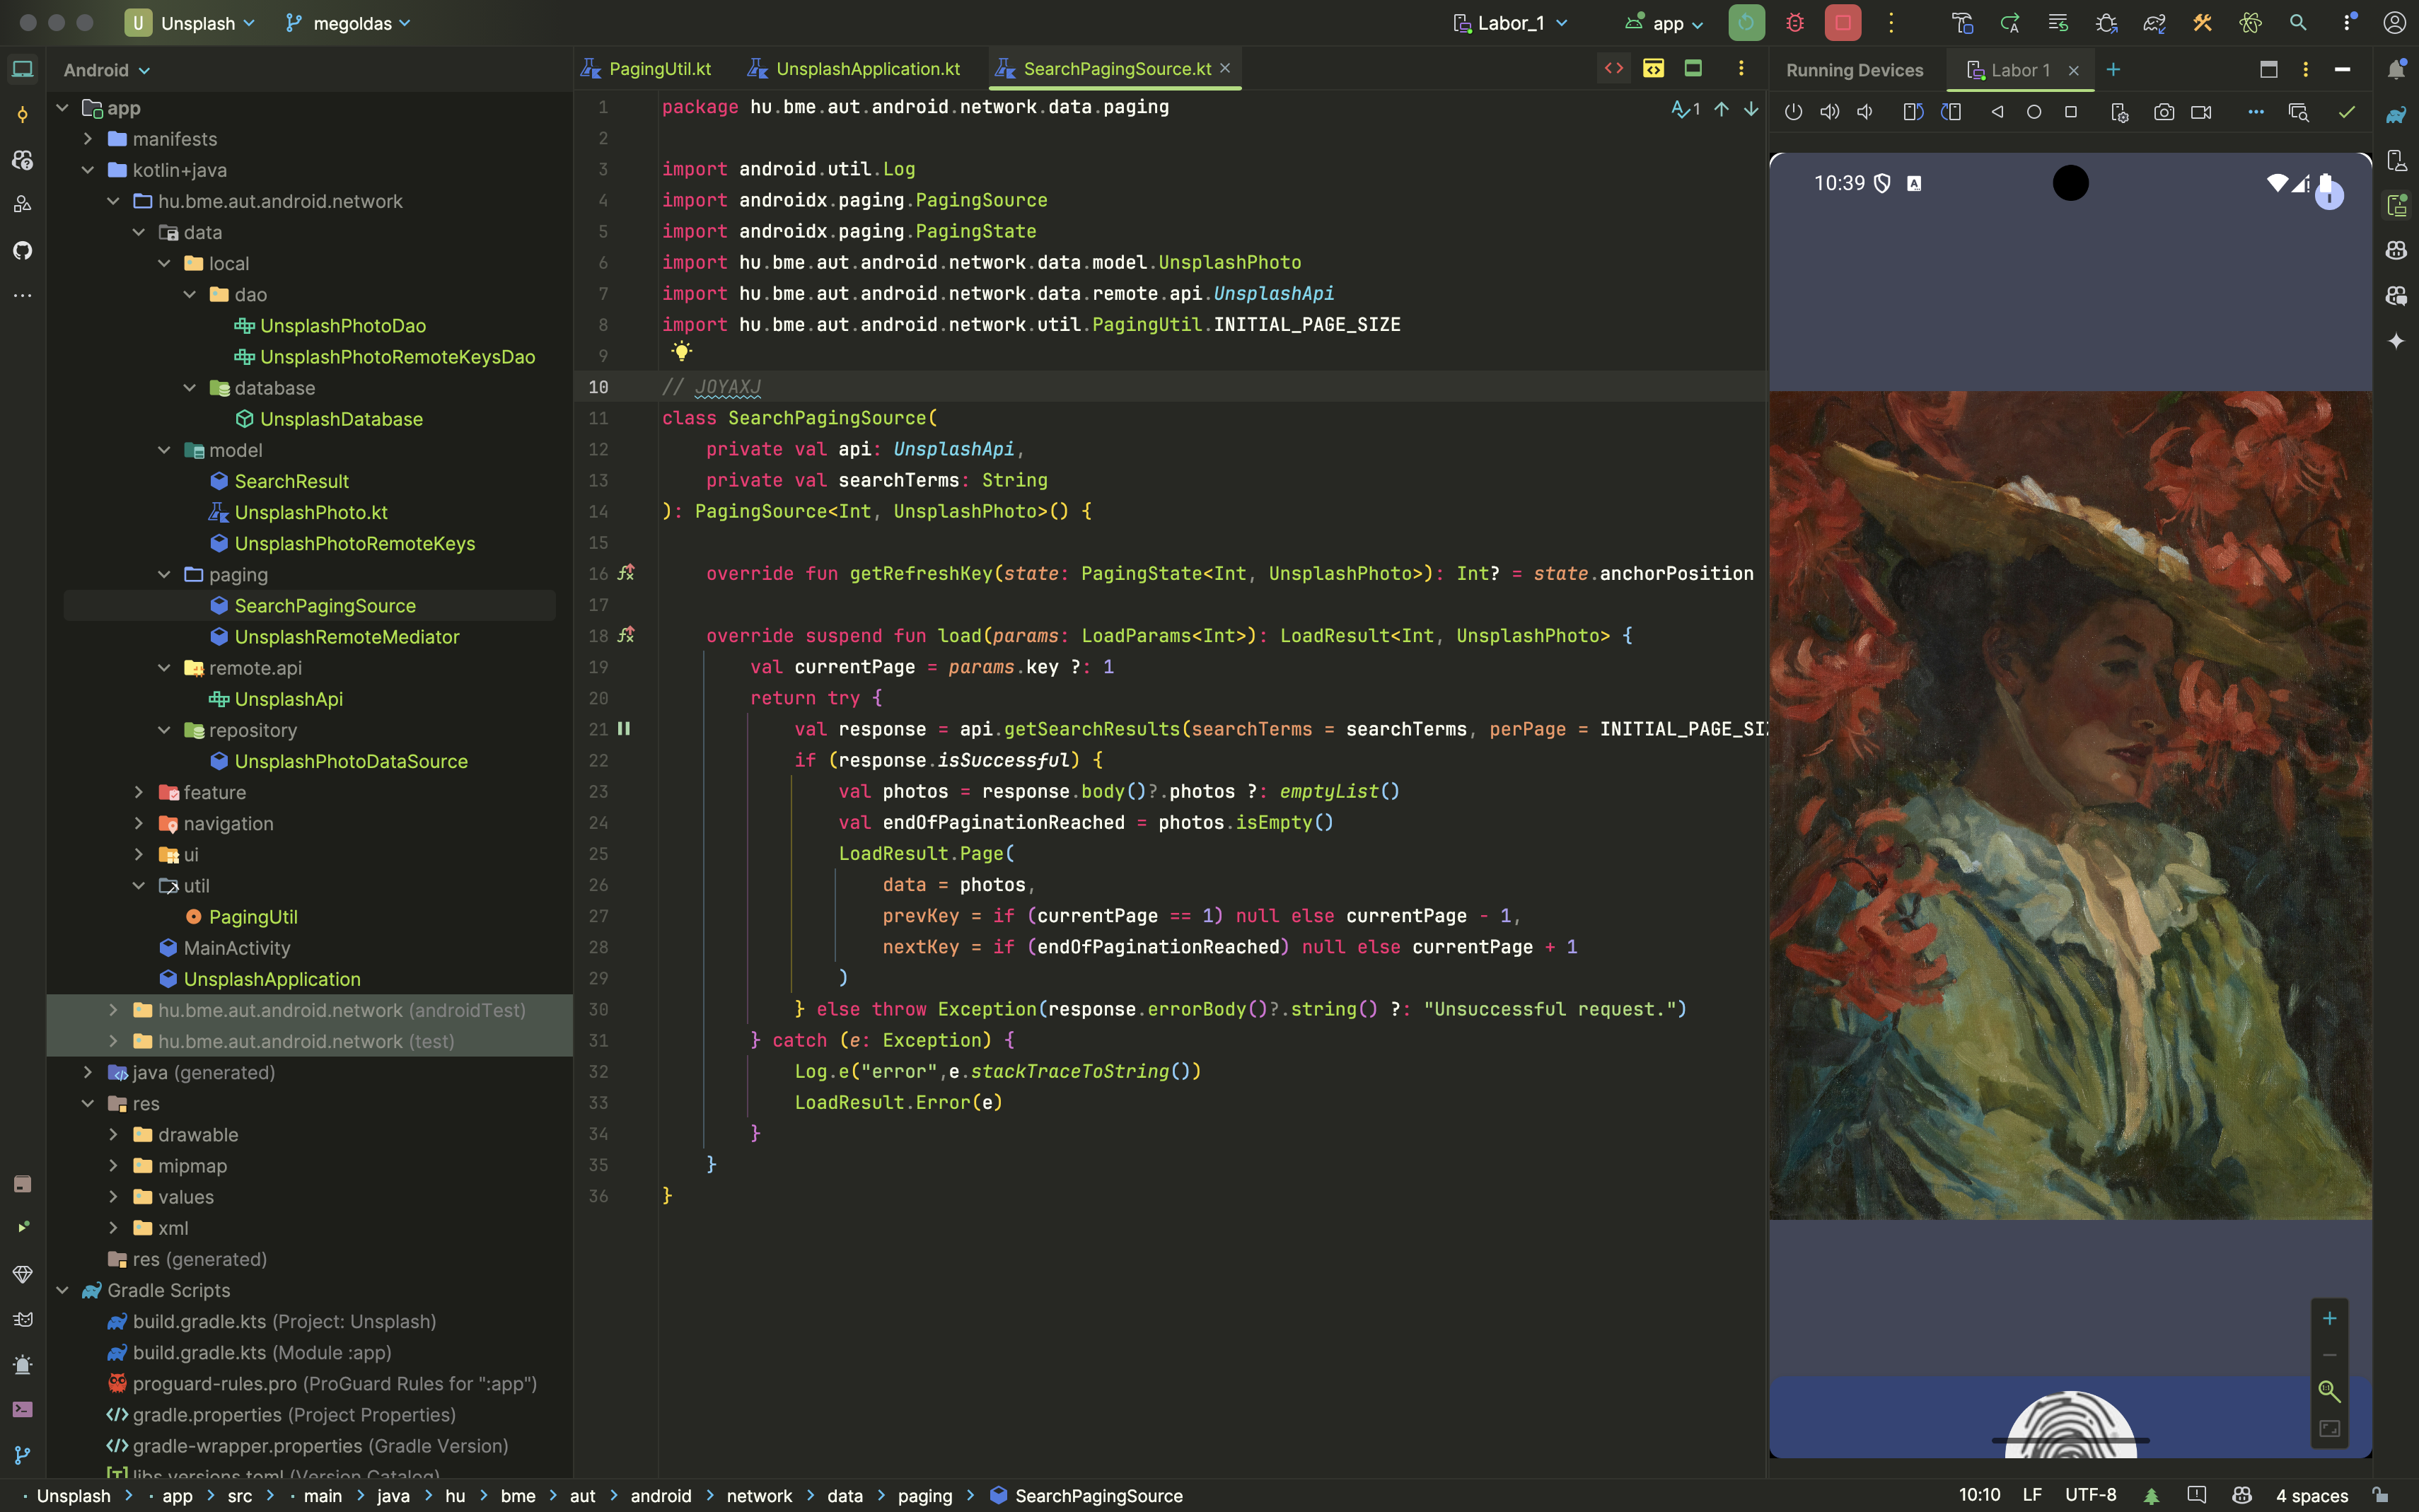 U Unsplash megoldas Labor_1 app
Android
app
manifests
kotlin+java
hu.bme.aut.android.network
data
local
dao
UnsplashPhotoDao
UnsplashPhotoRemoteKeysDao
database
UnsplashDatabase
model
SearchResult
UnsplashPhoto.kt
UnsplashPhotoRemoteKeys
paging
SearchPagingSource
UnsplashRemoteMediator
remote.api
UnsplashApi
repository
UnsplashPhotoDataSource
feature
navigation
ui
util
PagingUtil
MainActivity
UnsplashApplication
hu.bme.aut.android.network (androidTest)
hu.bme.aut.android.network (test)
java (generated)
res
drawable
mipmap
values
xml
res (generated)
Gradle Scripts
build.gradle.kts (Project: Unsplash)
build.gradle.kts (Module :app)
proguard-rules.pro (ProGuard Rules for ":app")
gradle.properties (Project Properties)
gradle-wrapper.properties (Gradle Version)
libs.versions.toml (Version Catalog)
PagingUtil.kt UnsplashApplication.kt SearchPagingSource.kt
1
1 package hu.bme.aut.android.network.data.paging
2
3 import android.util.Log
4 import androidx.paging.PagingSource
5 import androidx.paging.PagingState
6 import hu.bme.aut.android.network.data.model.UnsplashPhoto
7 import hu.bme.aut.android.network.data.remote.api.UnsplashApi
8 import hu.bme.aut.android.network.util.PagingUtil.INITIAL_PAGE_SIZE
9
10 // JOYAXJ
11 class SearchPagingSource(
12 private val api: UnsplashApi,
13 private val searchTerms: String
14 ): PagingSource<Int, UnsplashPhoto>() {
15
16 override fun getRefreshKey(state: PagingState<Int, UnsplashPhoto>): Int? = state.anchorPosition
17
18 override suspend fun load(params: LoadParams<Int>): LoadResult<Int, UnsplashPhoto> {
19 val currentPage = params.key ?: 1
20 return try {
21 val response = api.getSearchResults(searchTerms = searchTerms, perPage = INITIAL_PAGE_SI
22 if (response.isSuccessful) {
23 val photos = response.body()?.photos ?: emptyList()
24 val endOfPaginationReached = photos.isEmpty()
25 LoadResult.Page(
26 data = photos,
27 prevKey = if (currentPage == 1) null else currentPage - 1,
28 nextKey = if (endOfPaginationReached) null else currentPage + 1
29 )
30 } else throw Exception(response.errorBody()?.string() ?: "Unsuccessful request.")
31 } catch (e: Exception) {
32 Log.e("error",e.stackTraceToString())
33 LoadResult.Error(e)
34 }
35 }
36 }
Running Devices Labor 1
10:39 A
1:1
Unsplash > app > src > main > java > hu > bme > aut > android > network > data > paging > SearchPagingSource
10:10 LF UTF-8 4 spaces